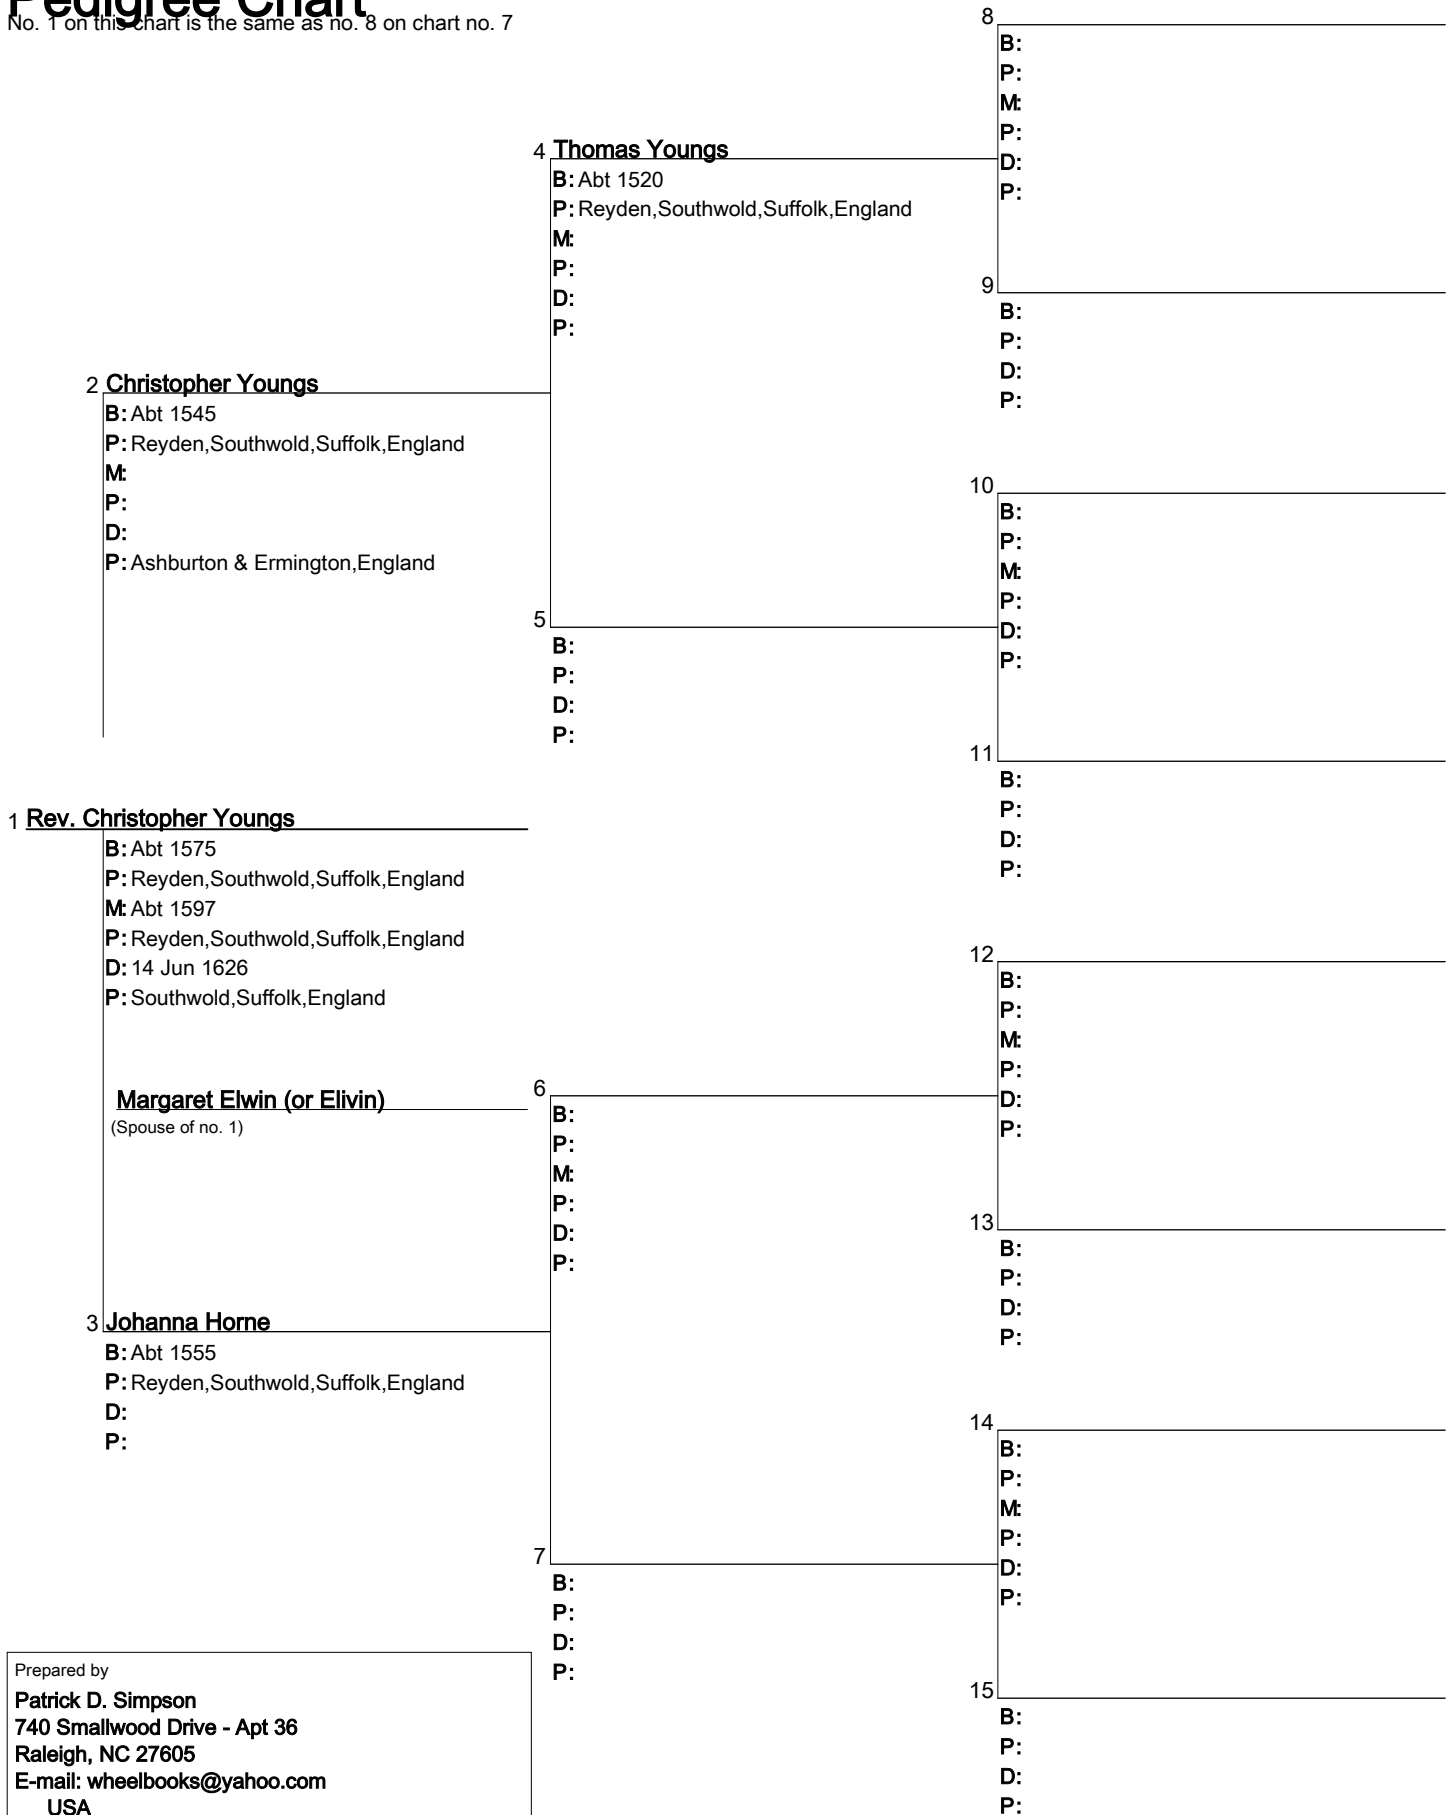 Pedigree Chart
No. 1 on this chart is the same as no. 8 on chart no. 7
8
B:
P:
M:
P:
D:
P:
4 Thomas Youngs
B: Abt 1520
P: Reyden,Southwold,Suffolk,England
M:
P:
D:
P:
9
B:
P:
D:
P:
2 Christopher Youngs
B: Abt 1545
P: Reyden,Southwold,Suffolk,England
M:
P:
D:
P: Ashburton & Ermington,England
10
B:
P:
M:
P:
D:
P:
5
B:
P:
D:
P:
11
B:
P:
D:
P:
1 Rev. Christopher Youngs
B: Abt 1575
P: Reyden,Southwold,Suffolk,England
M: Abt 1597
P: Reyden,Southwold,Suffolk,England
D: 14 Jun 1626
P: Southwold,Suffolk,England
Margaret Elwin (or Elivin)
(Spouse of no. 1)
12
B:
P:
M:
P:
D:
P:
6
B:
P:
M:
P:
D:
P:
13
B:
P:
D:
P:
3 Johanna Horne
B: Abt 1555
P: Reyden,Southwold,Suffolk,England
D:
P:
14
B:
P:
M:
P:
D:
P:
7
B:
P:
D:
P:
15
B:
P:
D:
P:
Prepared by
Patrick D. Simpson
740 Smallwood Drive - Apt 36
Raleigh, NC 27605
E-mail: wheelbooks@yahoo.com
USA